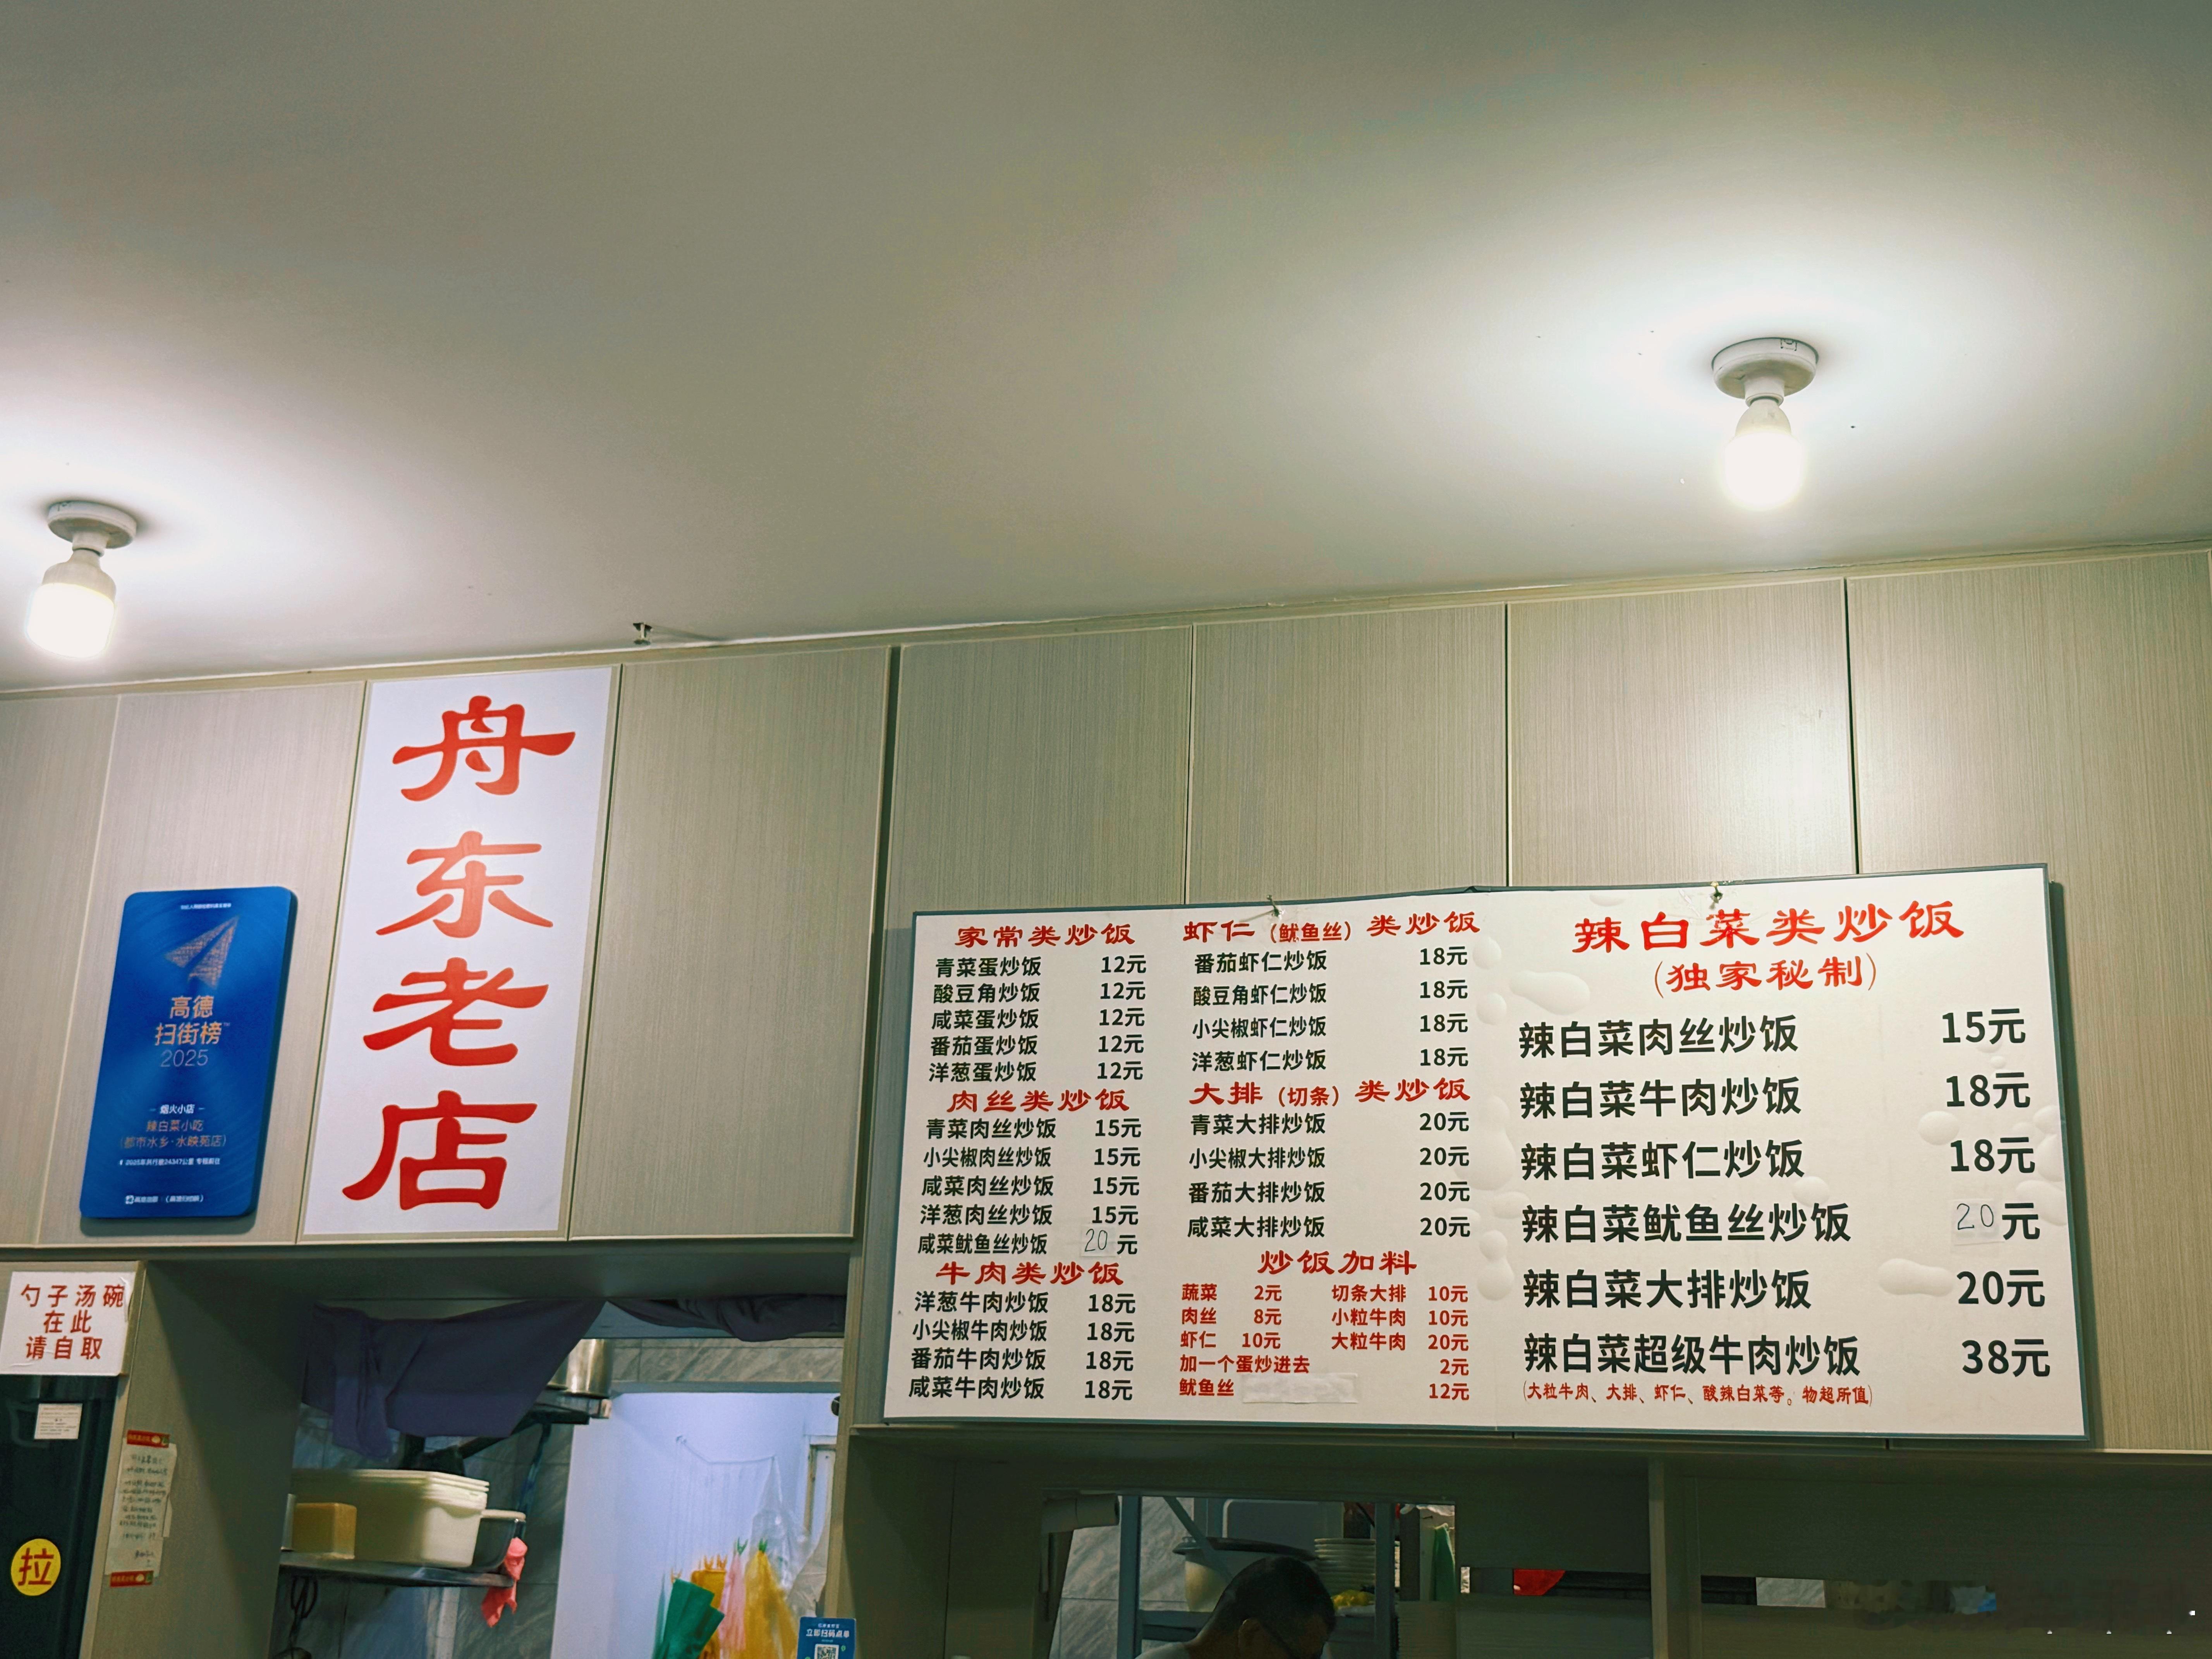 舟东老店
高德
扫街榜
2025
烟火小店
辣白菜小吃
(都市水乡·水映苑店)
勺子汤碗
在此
请自取
拉
立即扫码点单
家常类炒饭
青菜蛋炒饭 12元
酸豆角炒饭 12元
咸菜蛋炒饭 12元
番茄蛋炒饭 12元
洋葱蛋炒饭 12元
肉丝类炒饭
青菜肉丝炒饭 15元
小尖椒肉丝炒饭 15元
咸菜肉丝炒饭 15元
洋葱肉丝炒饭 15元
咸菜鱿鱼丝炒饭 20元
牛肉类炒饭
洋葱牛肉炒饭 18元
小尖椒牛肉炒饭 18元
番茄牛肉炒饭 18元
咸菜牛肉炒饭 18元
虾仁(鱿鱼丝)类炒饭
番茄虾仁炒饭 18元
酸豆角虾仁炒饭 18元
小尖椒虾仁炒饭 18元
洋葱虾仁炒饭 18元
大排(切条)类炒饭
青菜大排炒饭 20元
小尖椒大排炒饭 20元
番茄大排炒饭 20元
咸菜大排炒饭 20元
炒饭加料
蔬菜 2元 切条大排 10元
肉丝 8元 小粒牛肉 10元
虾仁 10元 大粒牛肉 20元
加一个蛋炒进去 2元
鱿鱼丝 12元
辣白菜类炒饭
(独家秘制)
辣白菜肉丝炒饭 15元
辣白菜牛肉炒饭 18元
辣白菜虾仁炒饭 18元
辣白菜鱿鱼丝炒饭 20元
辣白菜大排炒饭 20元
辣白菜超级牛肉炒饭 38元
(大粒牛肉、大排、虾仁、酸辣白菜等。物超所值)